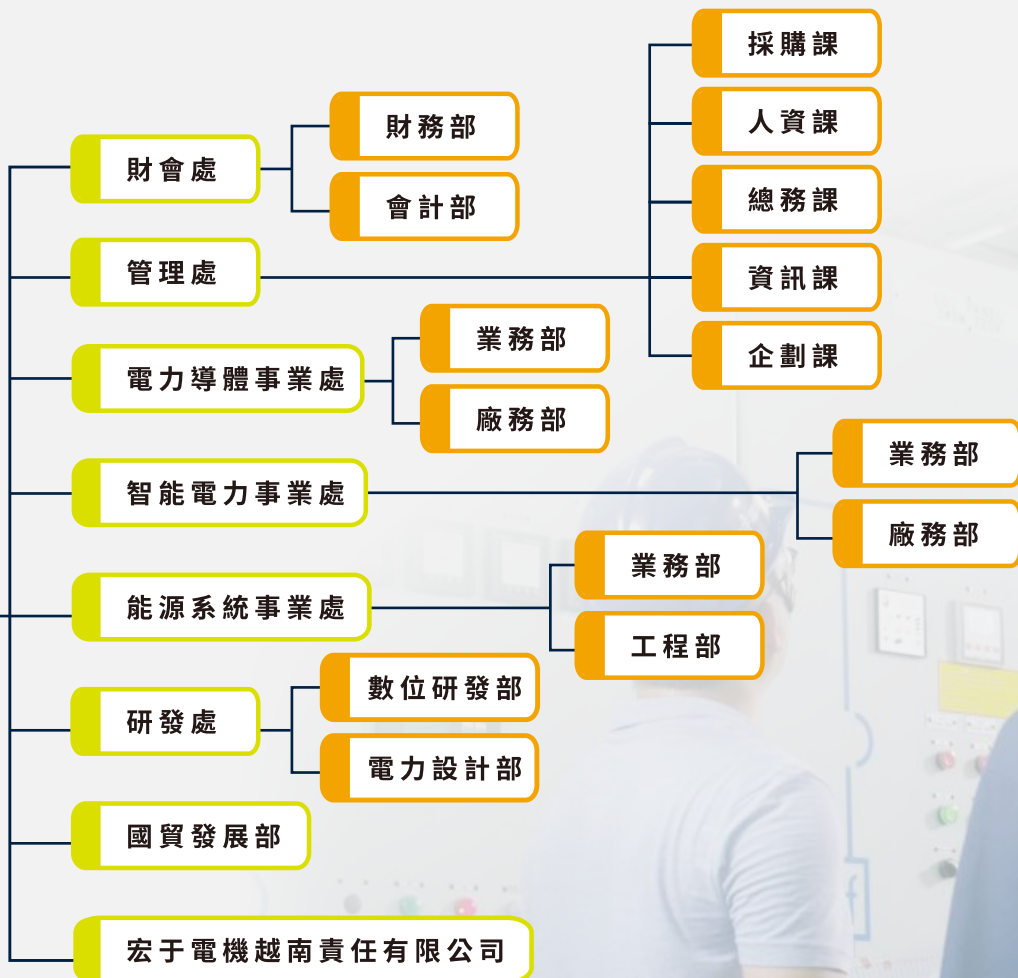 財會處
財務部
會計部
管理處
採購課
人資課
總務課
資訊課
企劃課
電力導體事業處
業務部
廠務部
智能電力事業處
業務部
廠務部
能源系統事業處
業務部
工程部
研發處
數位研發部
電力設計部
國貿發展部
宏于電機越南責任有限公司